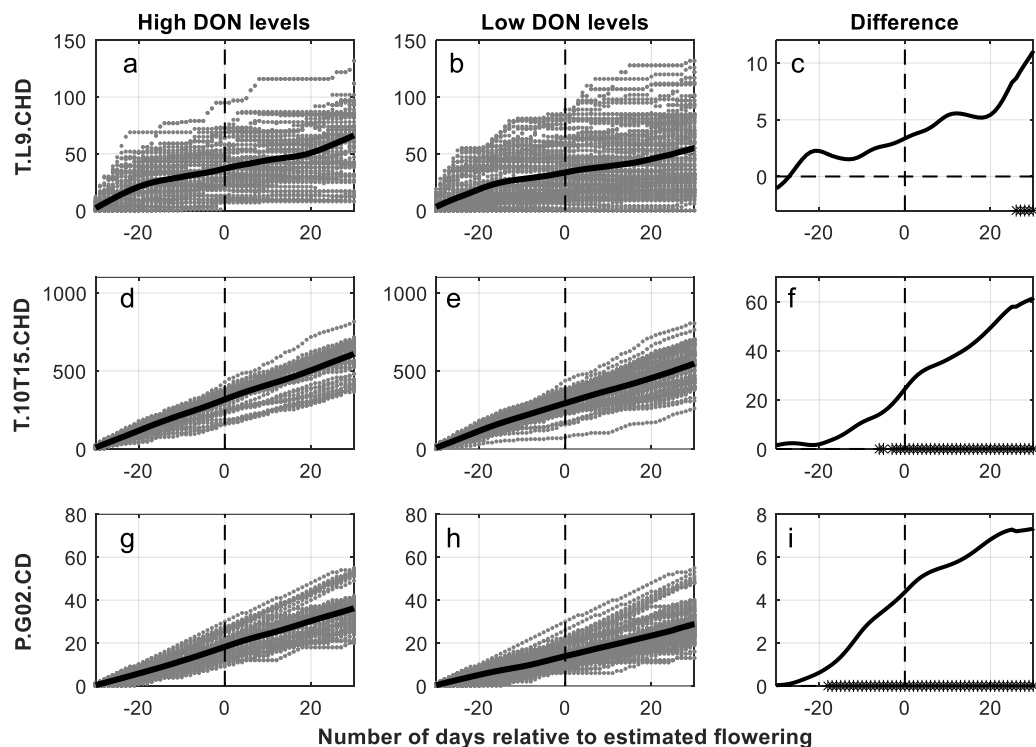 High DON levels Low DON levels Difference
T.L9.CHD
150
100
50
0
a
-20 0 20
150
100
50
0
b
-20 0 20
10
5
0
c
-20 0 20
T.10T15.CHD
1000
500
0
d
-20 0 20
1000
500
0
e
-20 0 20
60
40
20
0
f
-20 0 20
P.G02.CD
80
60
40
20
0
g
-20 0 20
80
60
40
20
0
h
-20 0 20
8
6
4
2
0
i
-20 0 20
Number of days relative to estimated flowering